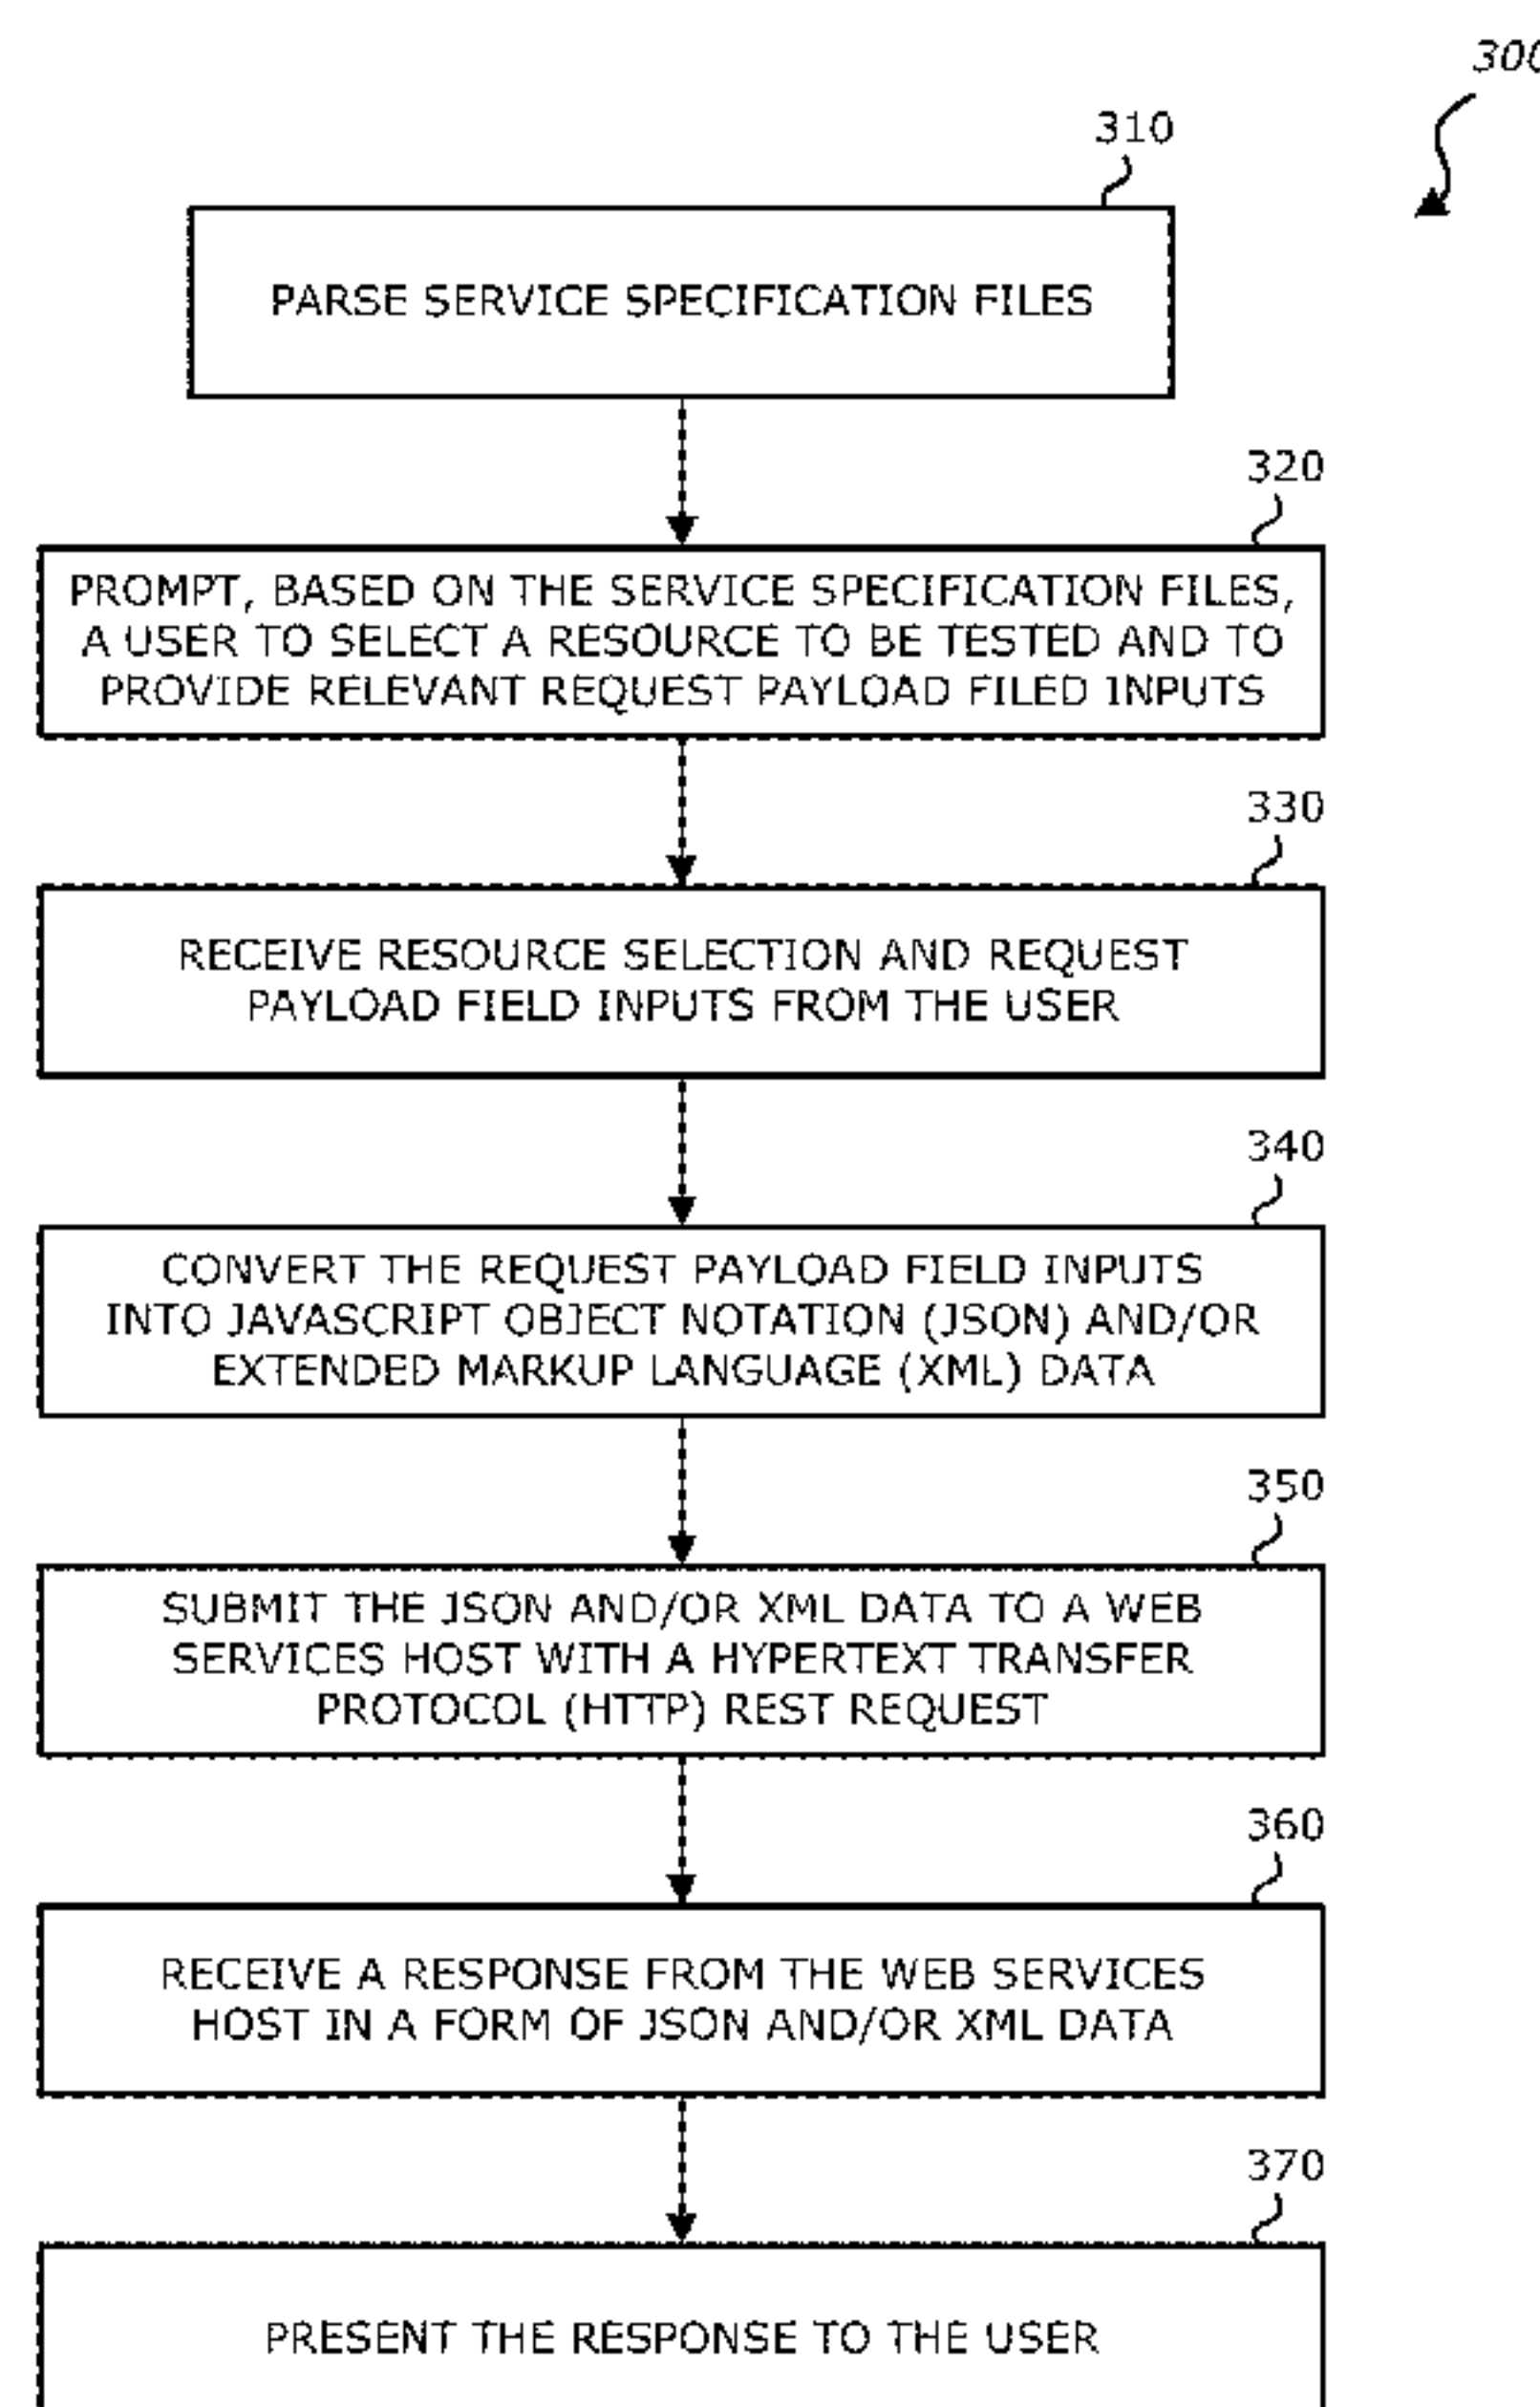 300
310
PARSE SERVICE SPECIFICATION FILES
320
PROMPT, BASED ON THE SERVICE SPECIFICATION FILES,
A USER TO SELECT A RESOURCE TO BE TESTED AND TO
PROVIDE RELEVANT REQUEST PAYLOAD FILED INPUTS
330
RECEIVE RESOURCE SELECTION AND REQUEST
PAYLOAD FIELD INPUTS FROM THE USER
340
CONVERT THE REQUEST PAYLOAD FIELD INPUTS
INTO JAVASCRIPT OBJECT NOTATION (JSON) AND/OR
EXTENDED MARKUP LANGUAGE (XML) DATA
350
SUBMIT THE JSON AND/OR XML DATA TO A WEB
SERVICES HOST WITH A HYPERTEXT TRANSFER
PROTOCOL (HTTP) REST REQUEST
360
RECEIVE A RESPONSE FROM THE WEB SERVICES
HOST IN A FORM OF JSON AND/OR XML DATA
370
PRESENT THE RESPONSE TO THE USER